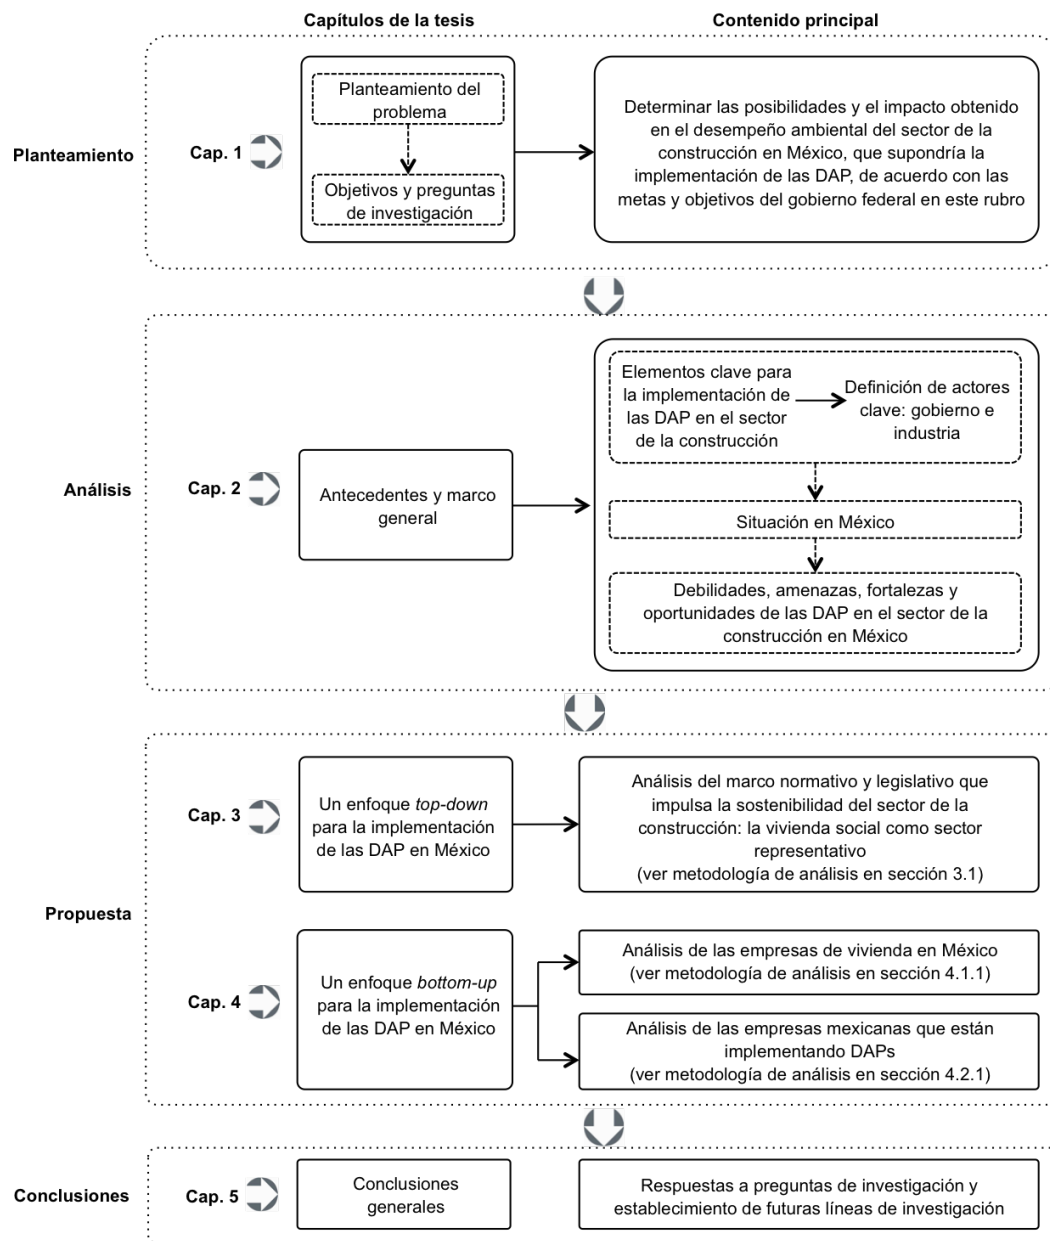 Capítulos de la tesis
Contenido principal
Planteamiento
Cap. 1
Planteamiento del
problema
Objetivos y preguntas
de investigación
Determinar las posibilidades y el impacto obtenido
en el desempeño ambiental del sector de la
construcción en México, que supondría la
implementación de las DAP, de acuerdo con las
metas y objetivos del gobierno federal en este rubro
Análisis
Cap. 2
Antecedentes y marco
general
Elementos clave para
la implementación de
las DAP en el sector
de la construcción
Definición de actores
clave: gobierno e
industria
Situación en México
Debilidades, amenazas, fortalezas y
oportunidades de las DAP en el sector de la
construcción en México
Propuesta
Cap. 3
Un enfoque top-down
para la implementación
de las DAP en México
Análisis del marco normativo y legislativo que
impulsa la sostenibilidad del sector de la
construcción: la vivienda social como sector
representativo
(ver metodología de análisis en sección 3.1)
Cap. 4
Un enfoque bottom-up
para la implementación
de las DAP en México
Análisis de las empresas de vivienda en México
(ver metodología de análisis en sección 4.1.1)
Análisis de las empresas mexicanas que están
implementando DAPs
(ver metodología de análisis en sección 4.2.1)
Conclusiones
Cap. 5
Conclusiones
generales
Respuestas a preguntas de investigación y
establecimiento de futuras líneas de investigación